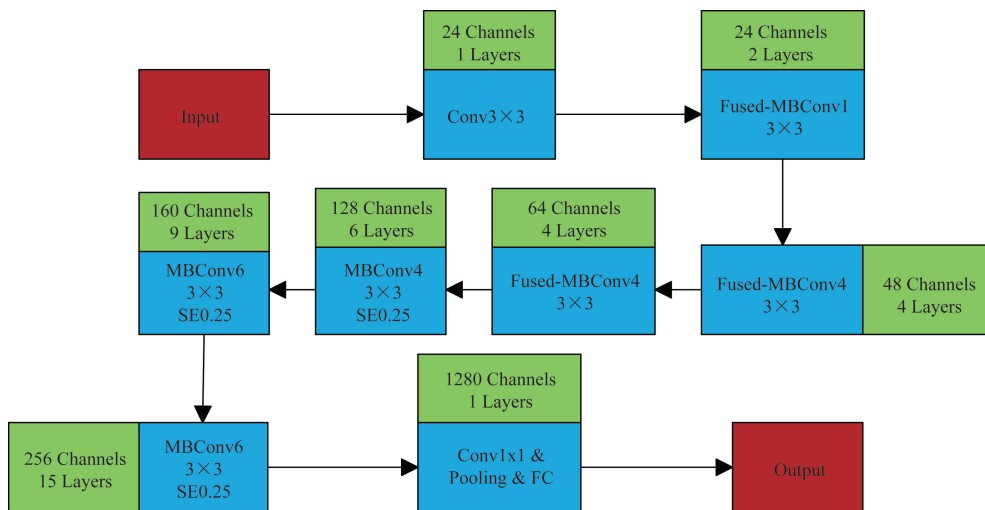 Input
24 Channels
1 Layers
Conv3×3
24 Channels
2 Layers
Fused-MBConv1
3×3
Fused-MBConv4
3×3
48 Channels
4 Layers
64 Channels
4 Layers
Fused-MBConv4
3×3
128 Channels
6 Layers
MBConv4
3×3
SE0.25
160 Channels
9 Layers
MBConv6
3×3
SE0.25
256 Channels
15 Layers
MBConv6
3×3
SE0.25
1280 Channels
1 Layers
Conv1x1 &
Pooling & FC
Output